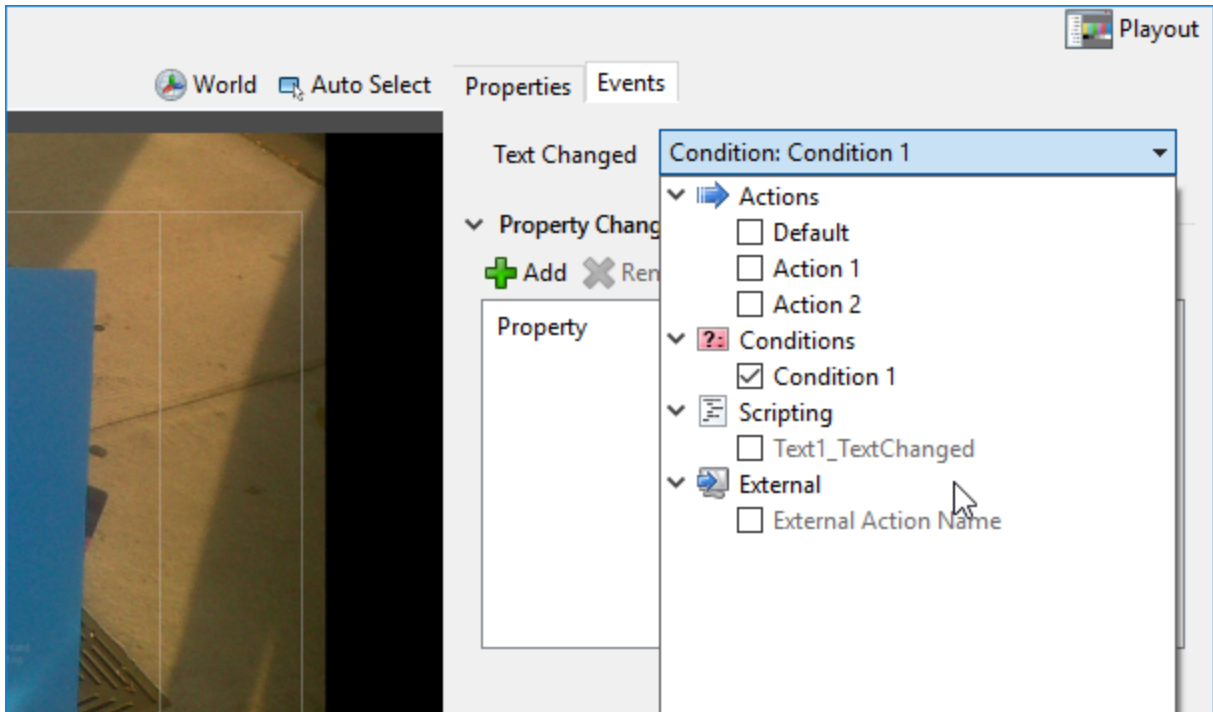 Playout
World Auto Select Properties Events
Text Changed Condition: Condition 1
Actions
Property Chang
Default
Add Ren
Action 1
Action 2
Property
?: Conditions
Condition 1
Scripting
Text1_TextChanged
External
External Action Name